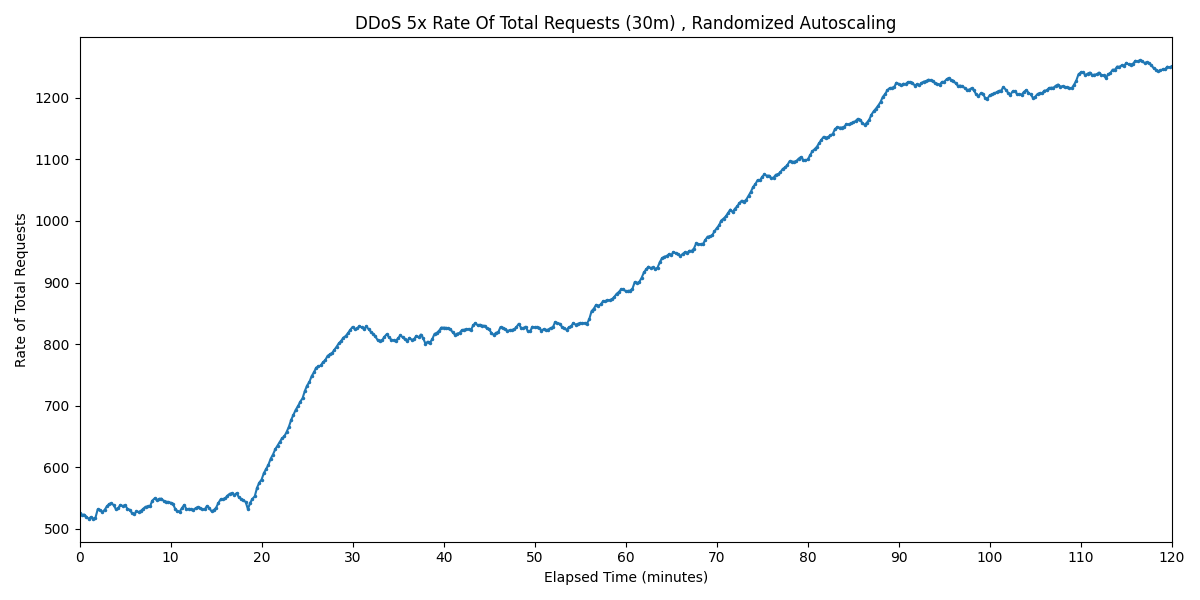 DDoS 5x Rate Of Total Requests (30m) , Randomized Autoscaling
Rate of Total Requests
1200
1100
1000
900
800
700
600
500
0 10 20 30 40 50 60 70 80 90 100 110 120
Elapsed Time (minutes)